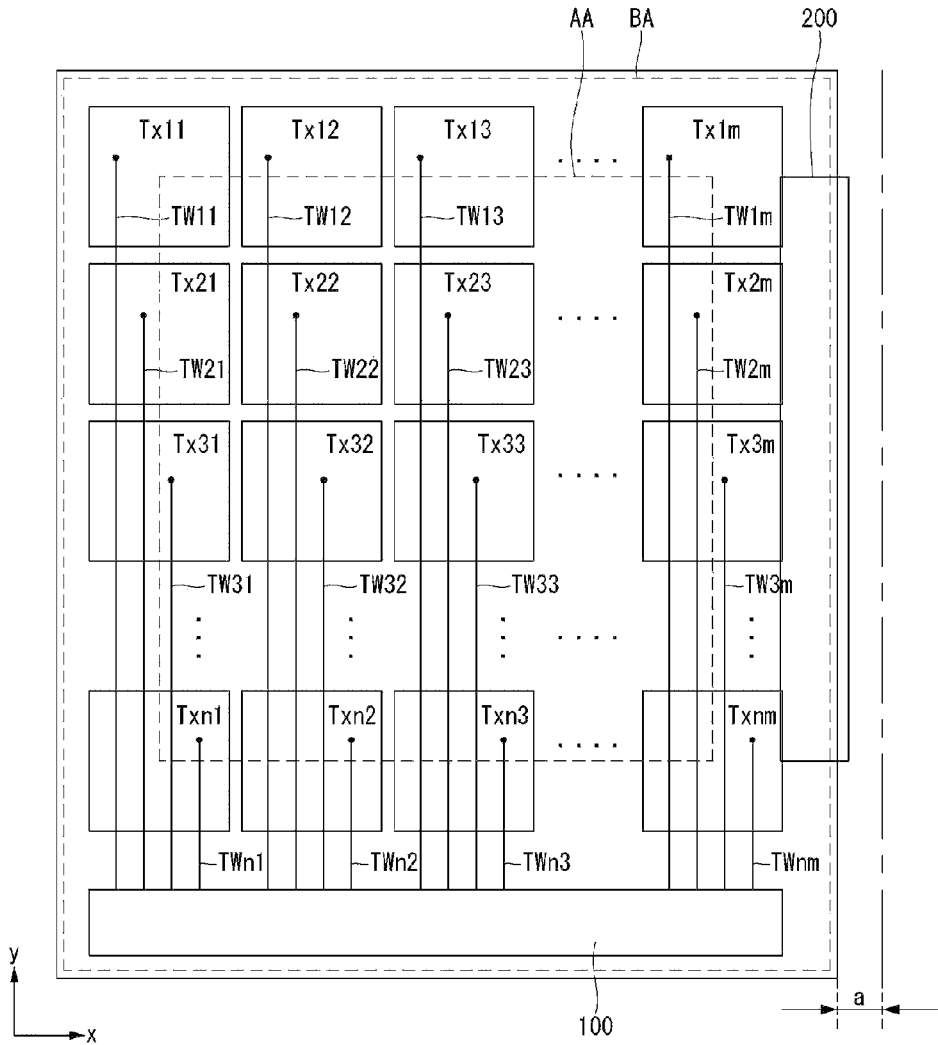 AA BA 200
Tx11 Tx12 Tx13 Tx1m
TW11 TW12 TW13 TW1m
Tx21 Tx22 Tx23 Tx2m
TW21 TW22 TW23 TW2m
Tx31 Tx32 Tx33 Tx3m
TW31 TW32 TW33 TW3m
Txn1 Txn2 Txn3 Txnm
TWn1 TWn2 TWn3 TWnm
y
x
100
a